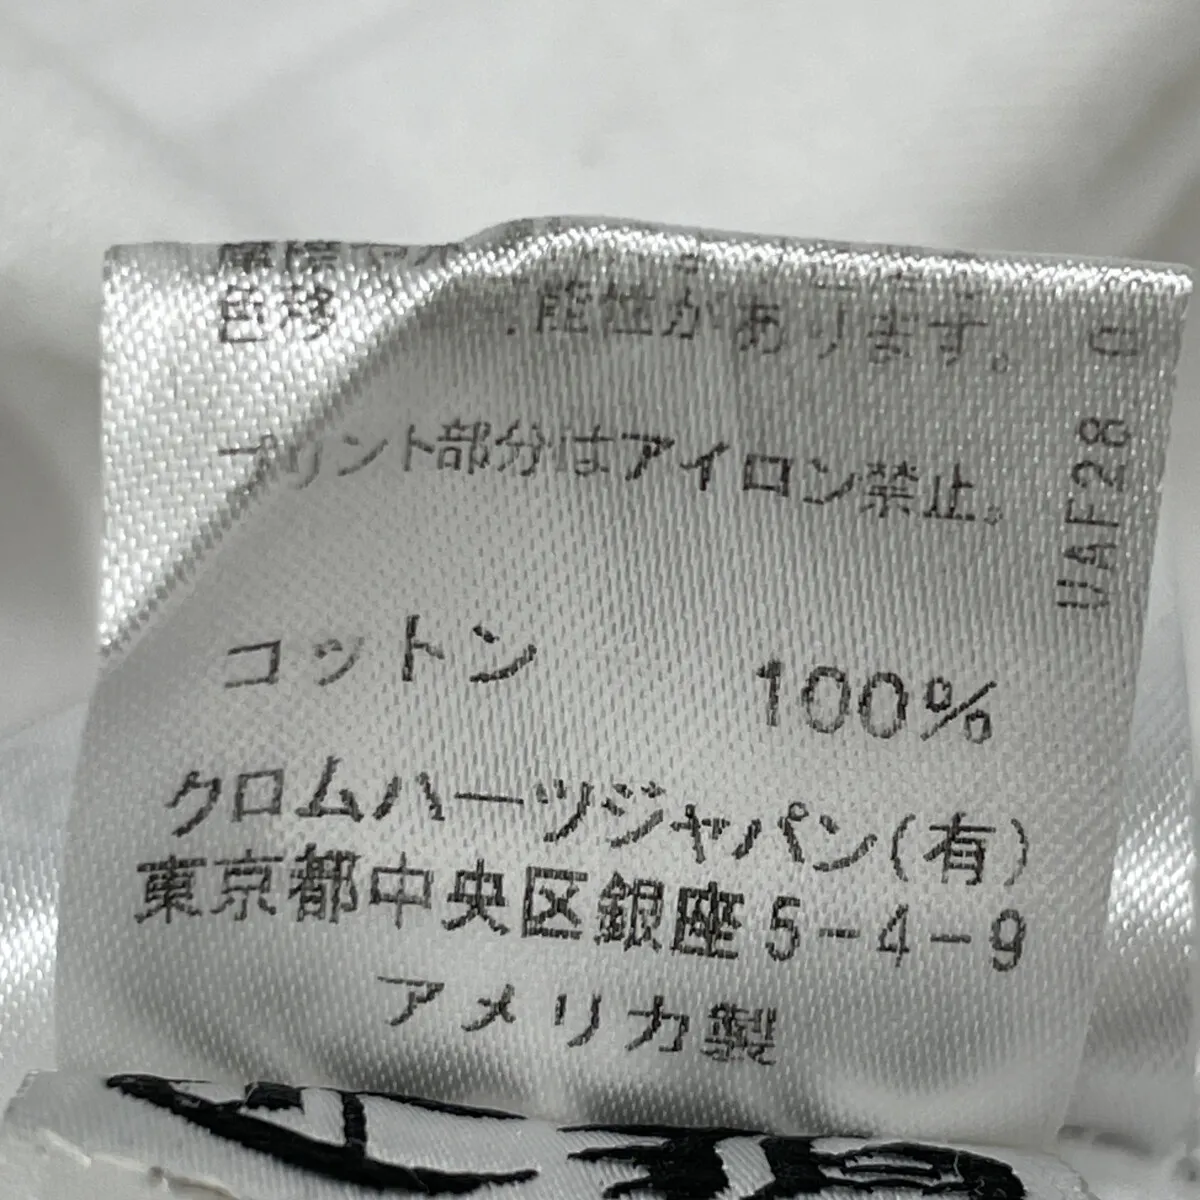 色移 能性があります。
プリント部分はアイロン禁止。
コットン 100%
クロムハーツジャパン(有)
東京都中央区銀座5-4-9
アメリカ製
UAF28